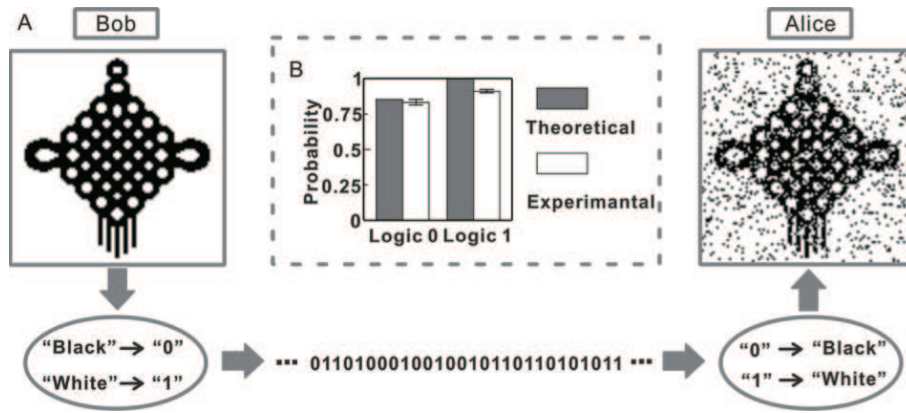 A
Bob
Alice
B
Probability
1
0.75
0.5
0.25
0
Logic 0 Logic 1
Theoretical
Experimantal
“Black” → “0”
“White” → “1”
··· 0110100010010010110110101011 ···
“0” → “Black”
“1” → “White”